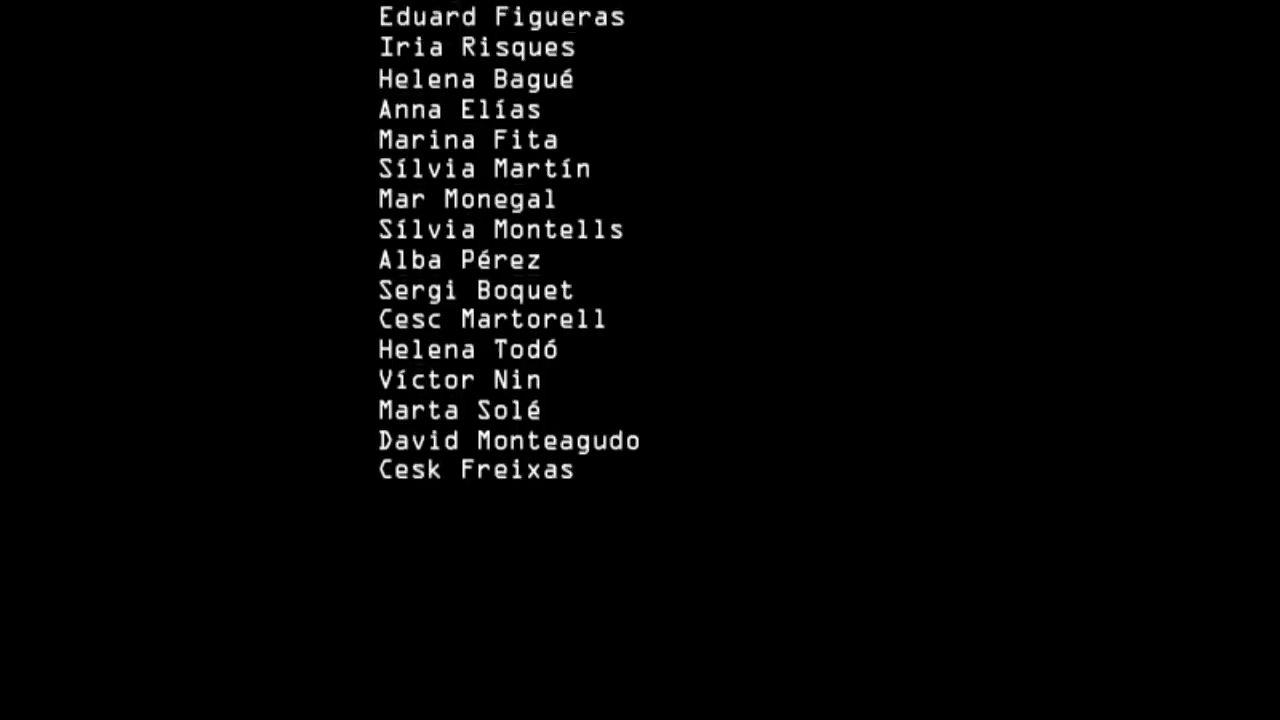 Eduard Figueras
Iria Risques
Helena Bagué
Anna Elías
Marina Fita
Sílvia Martín
Mar Monegal
Sílvia Montells
Alba Pérez
Sergi Boquet
Cesc Martorell
Helena Todó
Víctor Nin
Marta Solé
David Monteagudo
Cesk Freixas